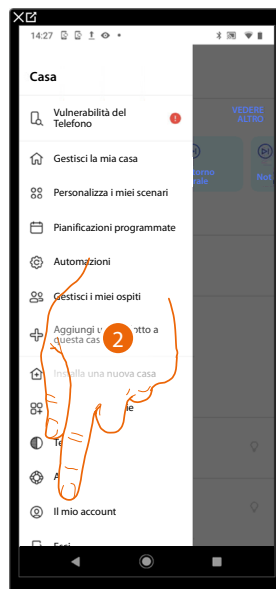 14:27
Casa
Vulnerabilità del
Telefono
VEDERE
ALTRO
Gestisci la mia casa
Not
Personalizza i miei scenari
Pianificazioni programmate
Automazioni
Gestisci i miei ospiti
Aggiungi
questa
2
Installa una nuova casa
Il mio account